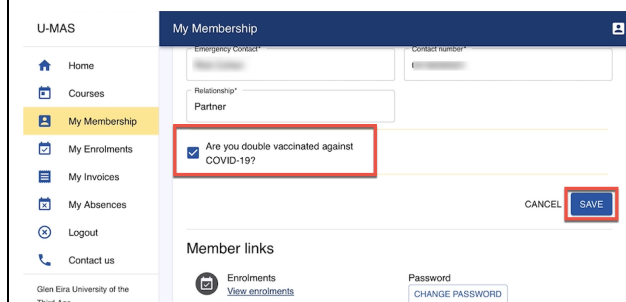 U-MAS
My Membership
Home
Courses
My Membership
My Enrolments
My Invoices
My Absences
Logout
Contact us
Glen Eira University of the
Third Age
Emergency Contact*
Contact number*
Relationship*
Partner
Are you double vaccinated against
COVID-19?
CANCEL
SAVE
Member links
Enrolments
View enrolments
Password
CHANGE PASSWORD